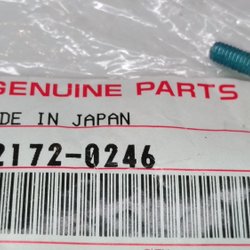 GENUINE PARTS
DE IN JAPAN
2172-0246